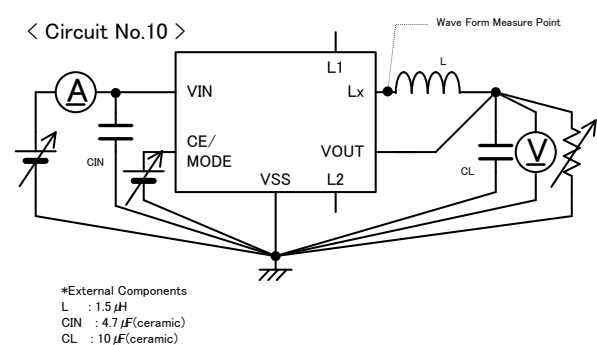 < Circuit No.10 >
Wave Form Measure Point
L1
L
A
VIN
Lx
CE/
MODE
VOUT
V
CIN
CL
VSS
L2
*External Components
L : 1.5 μH
CIN : 4.7 μF(ceramic)
CL : 10 μF(ceramic)